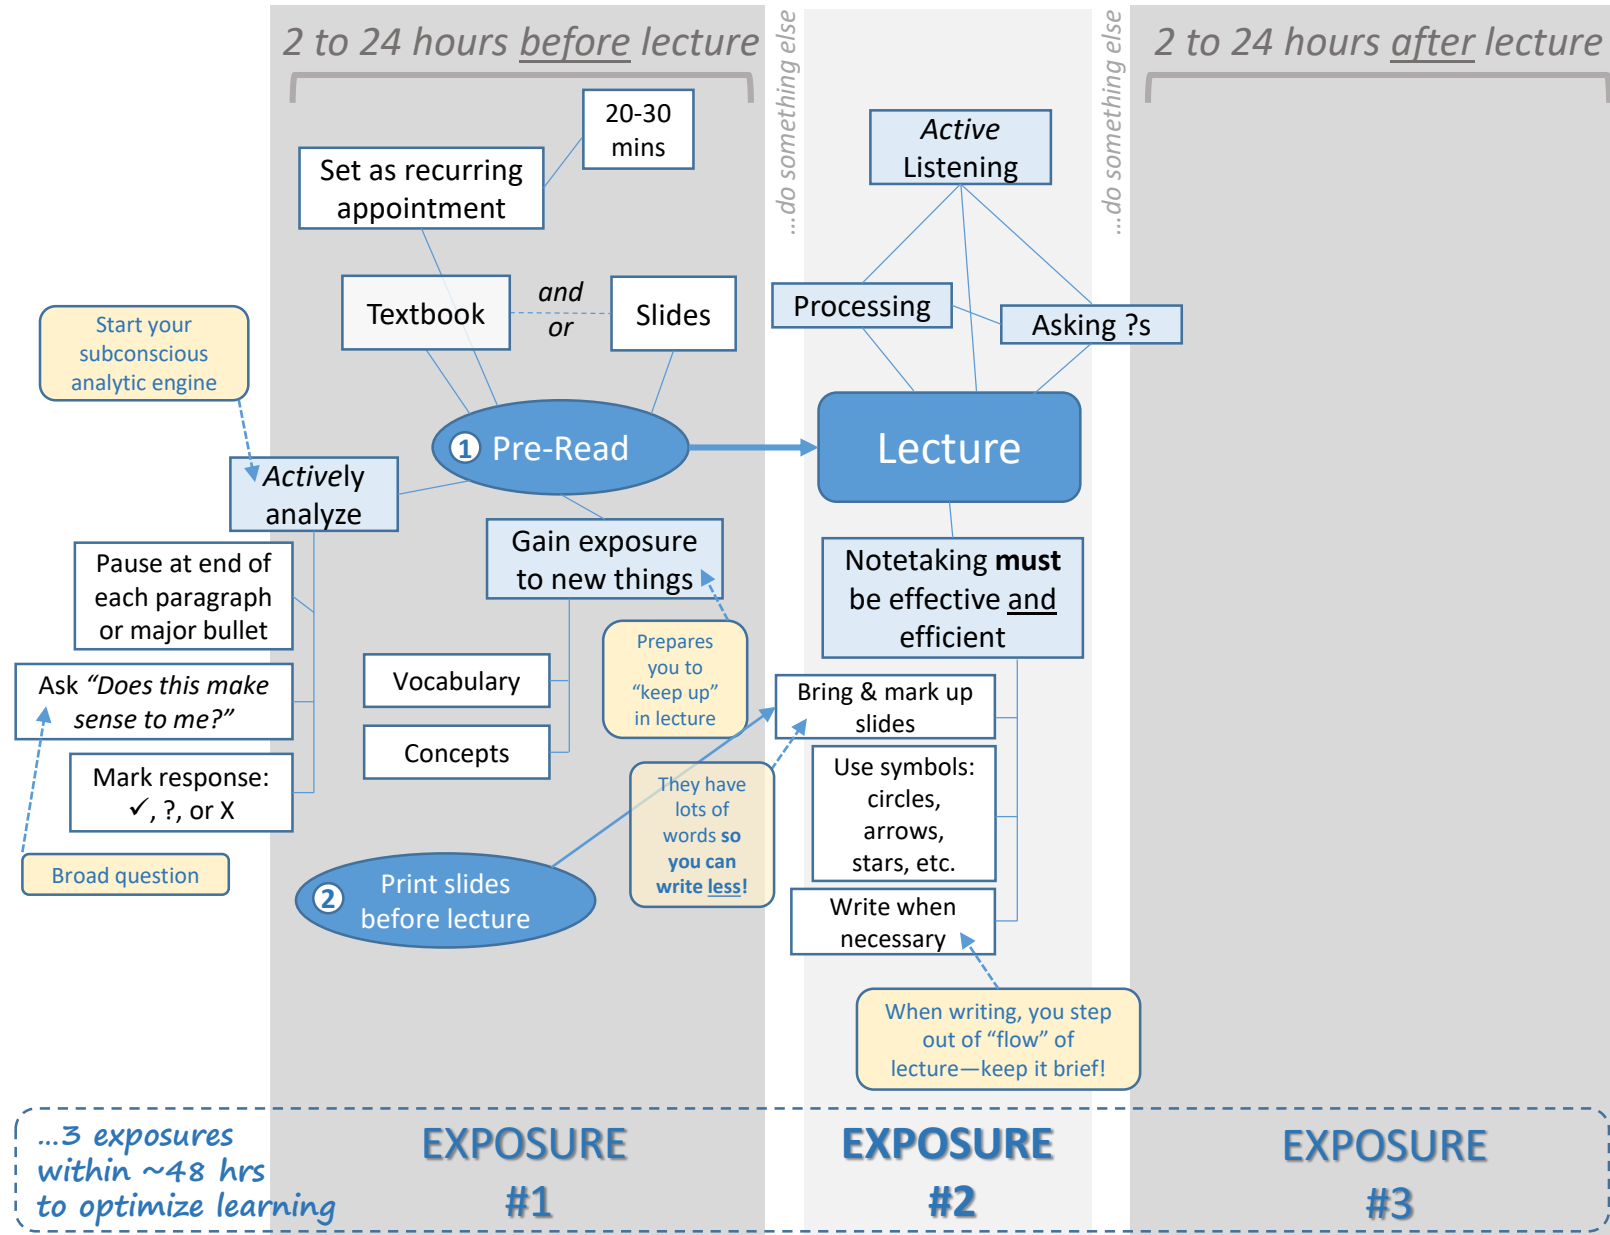 2 to 24 hours before lecture
...do something else
...do something else
2 to 24 hours after lecture
20-30
mins
Set as recurring
appointment
Textbook
and
or
Slides
Start your
subconscious
analytic engine
1 Pre-Read
Actively
analyze
Pause at end of
each paragraph
or major bullet
Ask “Does this make
sense to me?”
Mark response:
✓, ?, or X
Broad question
Gain exposure
to new things
Vocabulary
Concepts
Prepares
you to
“keep up”
in lecture
2 Print slides
before lecture
They have
lots of
words so
you can
write less!
Active
Listening
Processing
Asking ?s
Lecture
Notetaking must
be effective and
efficient
Bring & mark up
slides
Use symbols:
circles,
arrows,
stars, etc.
Write when
necessary
When writing, you step
out of “flow” of
lecture—keep it brief!
...3 exposures
within ~48 hrs
to optimize learning
EXPOSURE
#1
EXPOSURE
#2
EXPOSURE
#3